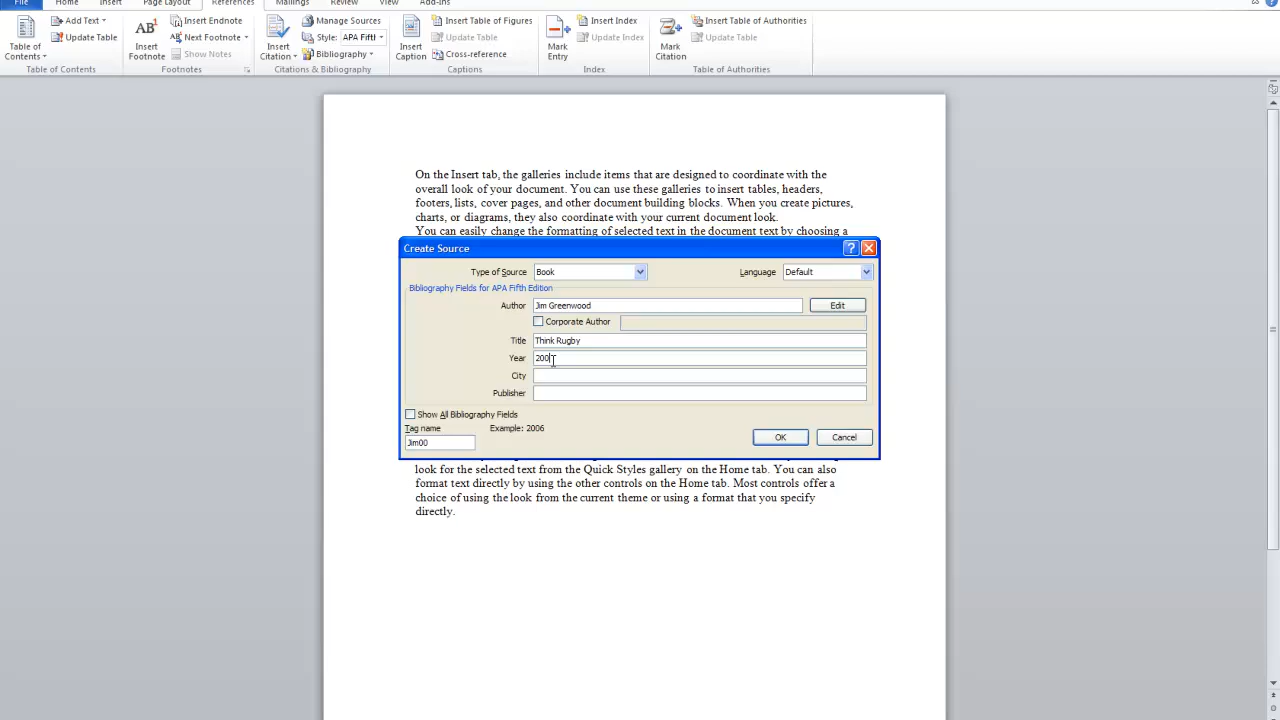 File Home Insert Page Layout References Mailings Review View Add-Ins
Table of Contents
Add Text
Update Table
Table of Contents
AB¹
Insert Footnote
Insert Endnote
Next Footnote
Show Notes
Footnotes
Insert Citation
Manage Sources
Style: APA Fift
Bibliography
Citations & Bibliography
Insert Caption
Insert Table of Figures
Update Table
Cross-reference
Captions
Mark Entry
Insert Index
Update Index
Index
Mark Citation
Insert Table of Authorities
Update Table
Table of Authorities
On the Insert tab, the galleries include items that are designed to coordinate with the
overall look of your document. You can use these galleries to insert tables, headers,
footers, lists, cover pages, and other document building blocks. When you create pictures,
charts, or diagrams, they also coordinate with your current document look.
You can easily change the formatting of selected text in the document text by choosing a
Create Source
Type of Source Book Language Default
Bibliography Fields for APA Fifth Edition
Author Jim Greenwood Edit
Corporate Author
Title Think Rugby
Year 200
City
Publisher
Show All Bibliography Fields
Tag name Example: 2006
Jim00
OK Cancel
look for the selected text from the Quick Styles gallery on the Home tab. You can also
format text directly by using the other controls on the Home tab. Most controls offer a
choice of using the look from the current theme or using a format that you specify
directly.